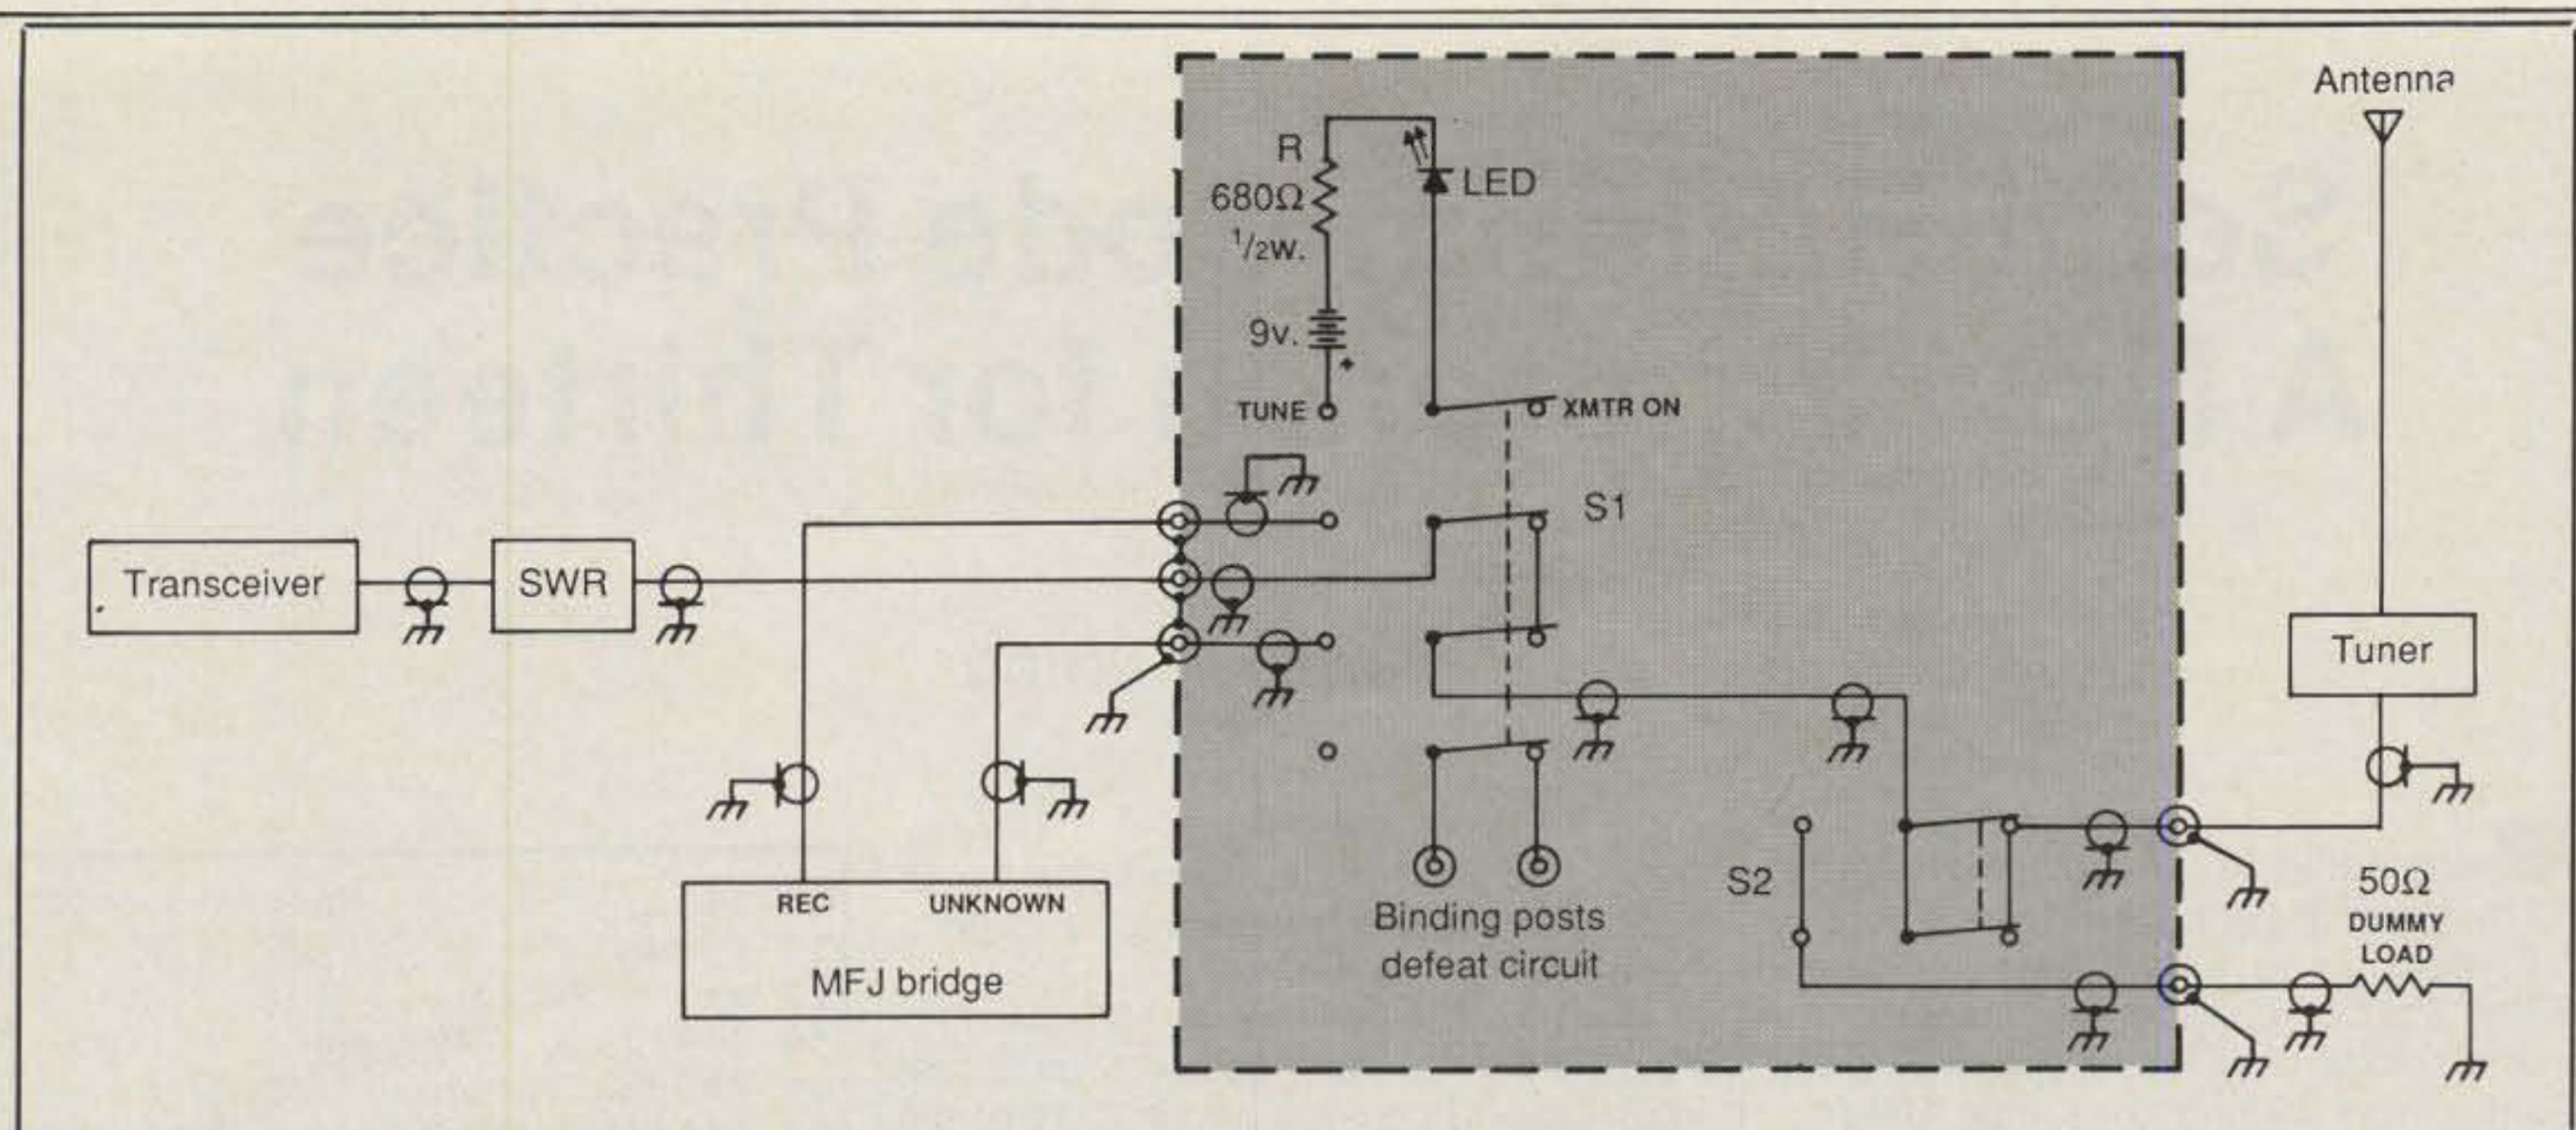 Antenna
R
680Ω
1/2W.
LED
9v.
+
TUNE
XMTR ON
S1
Transceiver
SWR
Tuner
REC
UNKNOWN
MFJ bridge
Binding posts
defeat circuit
S2
50Ω
DUMMY
LOAD